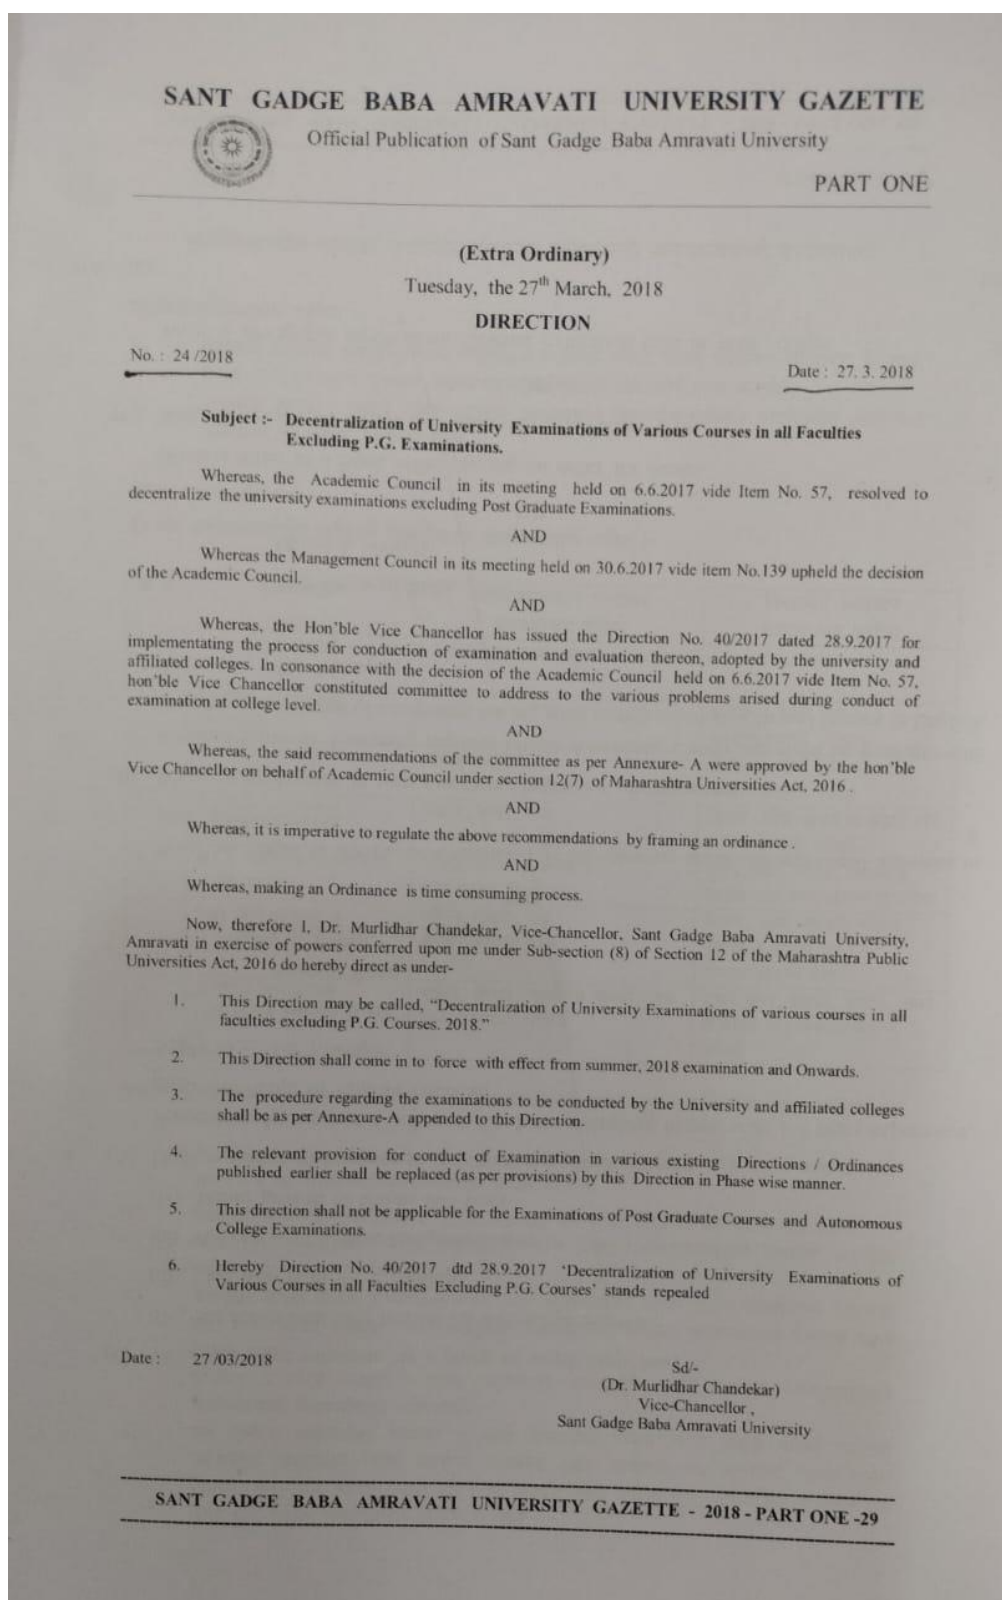 SANT GADGE BABA AMRAVATI UNIVERSITY GAZETTE
Official Publication of Sant Gadge Baba Amravati University
PART ONE
(Extra Ordinary)
Tuesday, the 27th March, 2018
DIRECTION
No. : 24 /2018
Date : 27. 3. 2018
Subject :- Decentralization of University Examinations of Various Courses in all Faculties
Excluding P.G. Examinations.
Whereas, the Academic Council in its meeting held on 6.6.2017 vide Item No. 57, resolved to
decentralize the university examinations excluding Post Graduate Examinations.
AND
Whereas the Management Council in its meeting held on 30.6.2017 vide item No.139 upheld the decision
of the Academic Council.
AND
Whereas, the Hon'ble Vice Chancellor has issued the Direction No. 40/2017 dated 28.9.2017 for
implementating the process for conduction of examination and evaluation thereon, adopted by the university and
affiliated colleges. In consonance with the decision of the Academic Council held on 6.6.2017 vide Item No. 57,
hon'ble Vice Chancellor constituted committee to address to the various problems arised during conduct of
examination at college level.
AND
Whereas, the said recommendations of the committee as per Annexure- A were approved by the hon'ble
Vice Chancellor on behalf of Academic Council under section 12(7) of Maharashtra Universities Act, 2016 .
AND
Whereas, it is imperative to regulate the above recommendations by framing an ordinance .
AND
Whereas, making an Ordinance is time consuming process.
Now, therefore I, Dr. Murlidhar Chandekar, Vice-Chancellor, Sant Gadge Baba Amravati University,
Amravati in exercise of powers conferred upon me under Sub-section (8) of Section 12 of the Maharashtra Public
Universities Act, 2016 do hereby direct as under-
1. This Direction may be called, "Decentralization of University Examinations of various courses in all
faculties excluding P.G. Courses. 2018."
2. This Direction shall come in to force with effect from summer, 2018 examination and Onwards.
3. The procedure regarding the examinations to be conducted by the University and affiliated colleges
shall be as per Annexure-A appended to this Direction.
4. The relevant provision for conduct of Examination in various existing Directions / Ordinances
published earlier shall be replaced (as per provisions) by this Direction in Phase wise manner.
5. This direction shall not be applicable for the Examinations of Post Graduate Courses and Autonomous
College Examinations.
6. Hereby Direction No. 40/2017 dtd 28.9.2017 'Decentralization of University Examinations of
Various Courses in all Faculties Excluding P.G. Courses' stands repealed
Date : 27 /03/2018
Sd/-
(Dr. Murlidhar Chandekar)
Vice-Chancellor ,
Sant Gadge Baba Amravati University
SANT GADGE BABA AMRAVATI UNIVERSITY GAZETTE - 2018 - PART ONE -29